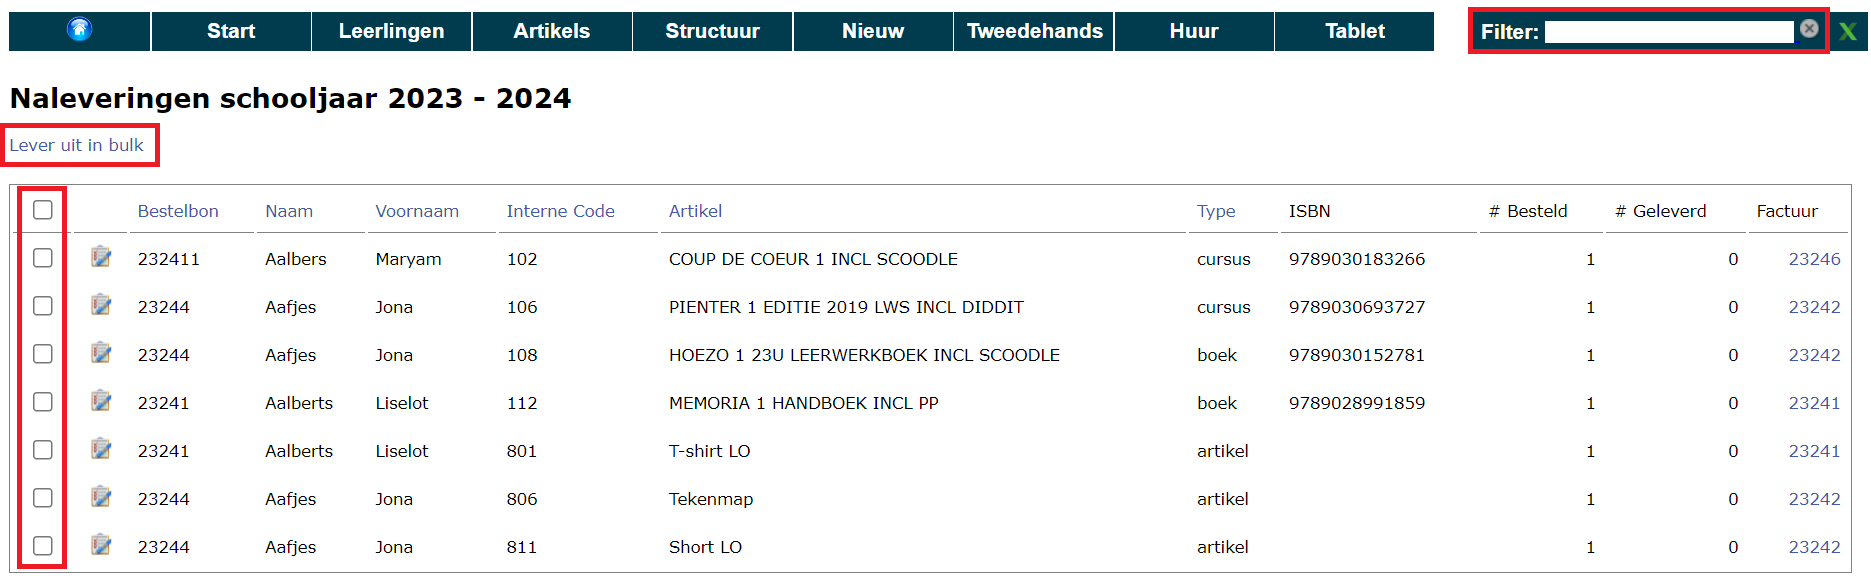 Start Leerlingen Artikels Structuur Nieuw Tweedehands Huur Tablet Filter:
Naleveringen schooljaar 2023 - 2024
Lever uit in bulk
Bestelbon Naam Voornaam Interne Code Artikel Type ISBN # Besteld # Geleverd Factuur
232411 Aalbers Maryam 102 COUP DE COEUR 1 INCL SCOODLE cursus 9789030183266 1 0 23246
23244 Aafjes Jona 106 PIENTER 1 EDITIE 2019 LWS INCL DIDDIT cursus 9789030693727 1 0 23242
23244 Aafjes Jona 108 HOEZO 1 23U LEERWERKBOEK INCL SCOODLE boek 9789030152781 1 0 23242
23241 Aalberts Liselot 112 MEMORIA 1 HANDBOEK INCL PP boek 9789028991859 1 0 23241
23241 Aalberts Liselot 801 T-shirt LO artikel 1 0 23241
23244 Aafjes Jona 806 Tekenmap artikel 1 0 23242
23244 Aafjes Jona 811 Short LO artikel 1 0 23242